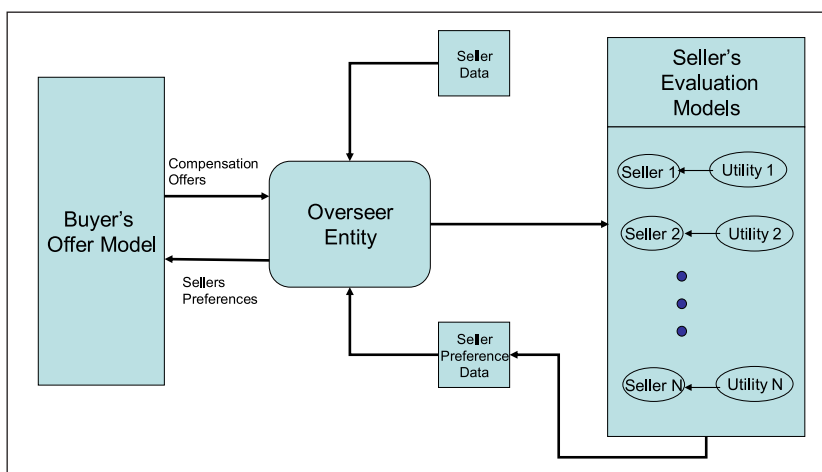 Seller
Data
Seller's
Evaluation
Models
Compensation
Offers
Buyer's
Offer Model
Overseer
Entity
Sellers
Preferences
Seller
Preference
Data
Seller 1
Utility 1
Seller 2
Utility 2
Seller N
Utility N